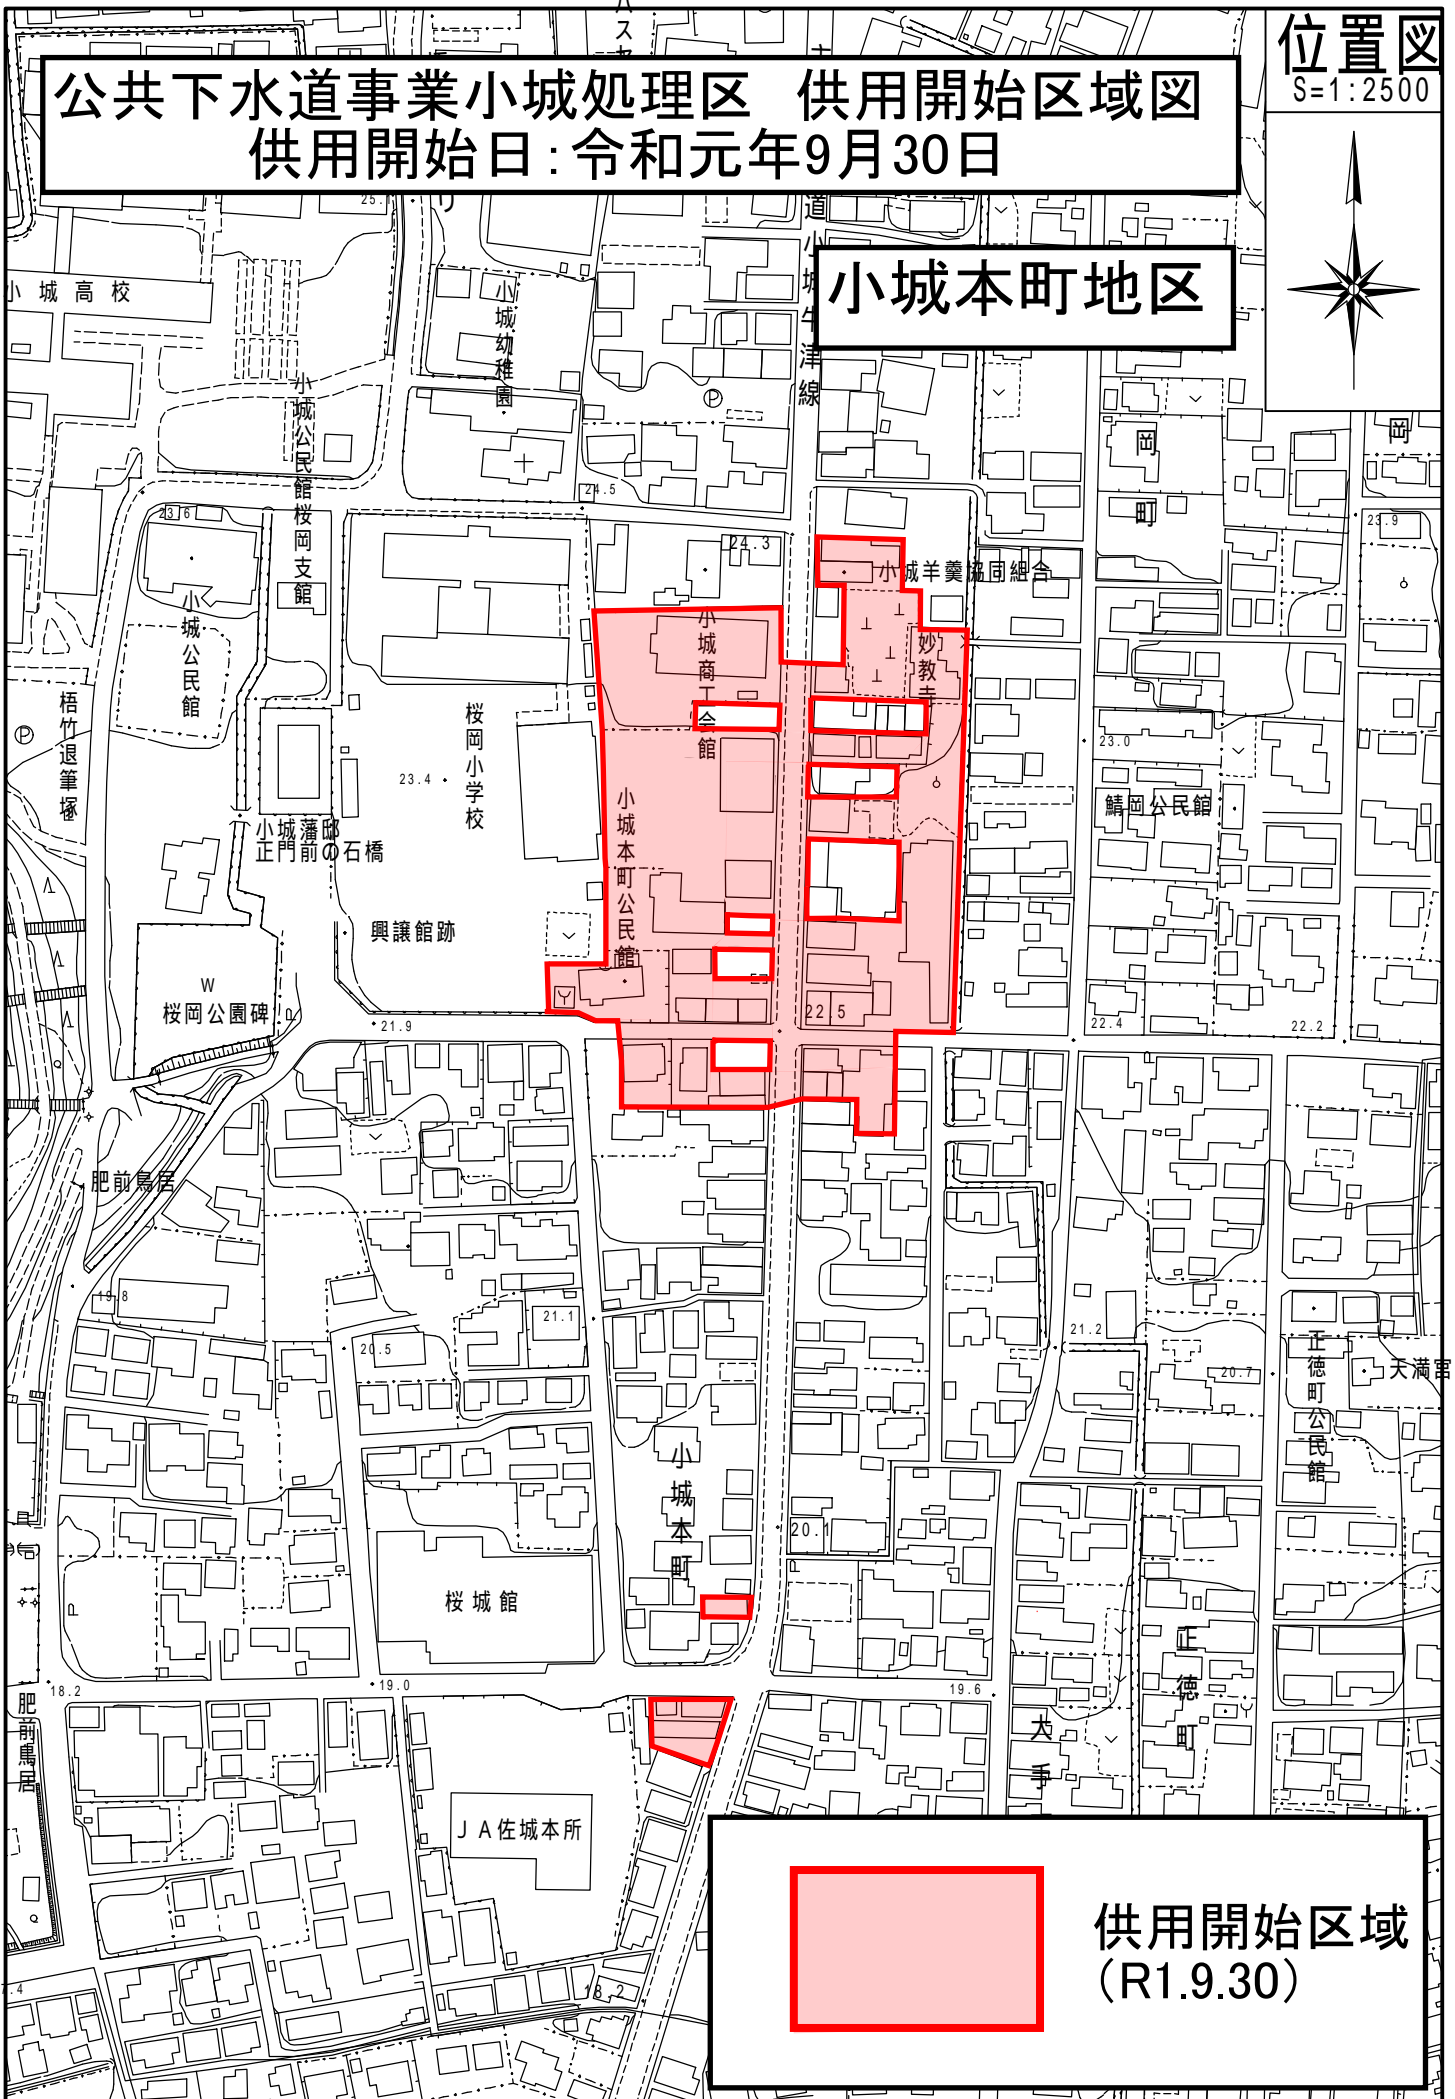 位置図
S=1:2500
公共下水道事業小城処理区 供用開始区域図
供用開始日:令和元年9月30日
小城本町地区
25.1
道小城牛津線
小城高校
小城幼稚園
小城公民館桜岡支館
岡町
岡
24.5
23.6
24.3
23.9
小城羊羹協同組合
小城公民館
小城商工会館
妙教寺
梧竹退筆塚
桜岡小学校
23.4
23.0
小城本町公民館
鯖岡公民館
小城藩邸
正門前の石橋
興譲館跡
W
桜岡公園碑
21.9
22.5
22.4
22.2
肥前鳥居
19.8
21.1
20.5
21.2
20.7
正徳町公民館
天満宮
小城本町
20.1
桜城館
正徳町
18.2
19.0
19.6
肥前鳥居
大手
JA佐城本所
18.2
供用開始区域
(R1.9.30)